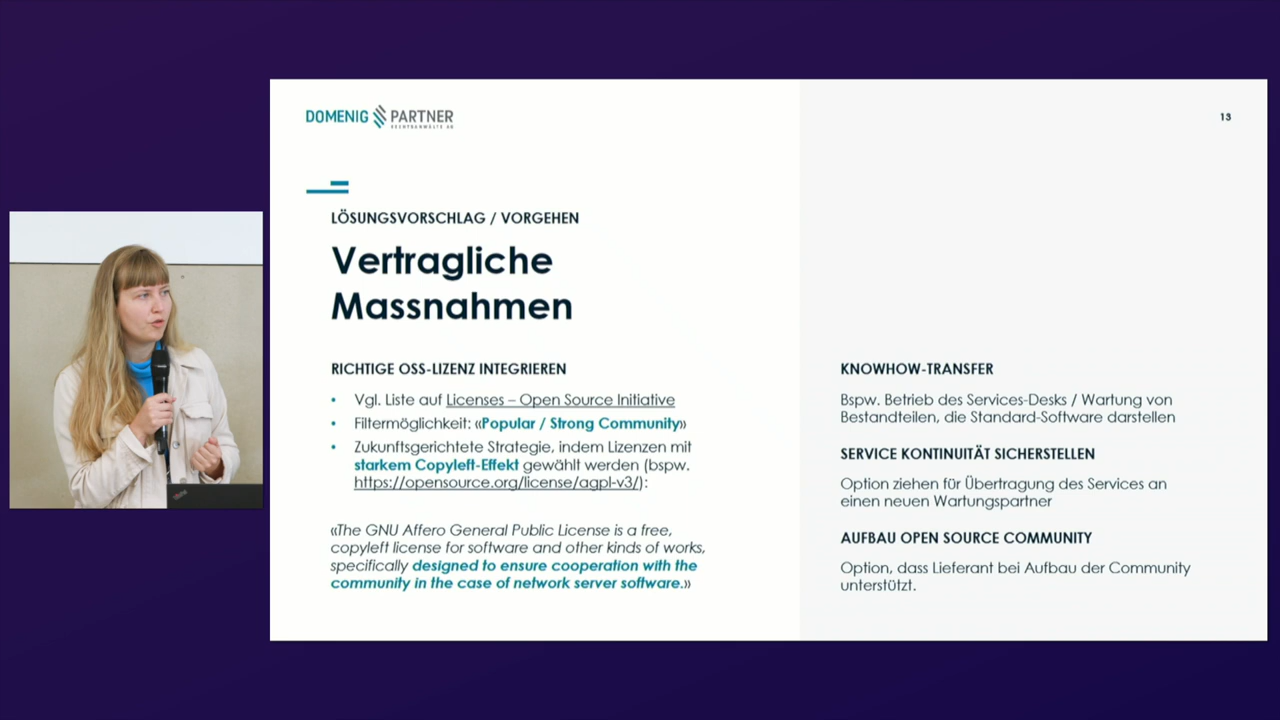 DOMENIG PARTNER
RECHTSANWÄLTE AG
13
LÖSUNGSVORSCHLAG / VORGEHEN
Vertragliche
Massnahmen
RICHTIGE OSS-LIZENZ INTEGRIEREN
• Vgl. Liste auf Licenses – Open Source Initiative
• Filtermöglichkeit: «Popular / Strong Community»
• Zukunftsgerichtete Strategie, indem Lizenzen mit
starkem Copyleft-Effekt gewählt werden (bspw.
https://opensource.org/license/agpl-v3/):
«The GNU Affero General Public License is a free,
copyleft license for software and other kinds of works,
specifically designed to ensure cooperation with the
community in the case of network server software.»
KNOWHOW-TRANSFER
Bspw. Betrieb des Services-Desks / Wartung von
Bestandteilen, die Standard-Software darstellen
SERVICE KONTINUITÄT SICHERSTELLEN
Option ziehen für Übertragung des Services an
einen neuen Wartungspartner
AUFBAU OPEN SOURCE COMMUNITY
Option, dass Lieferant bei Aufbau der Community
unterstützt.